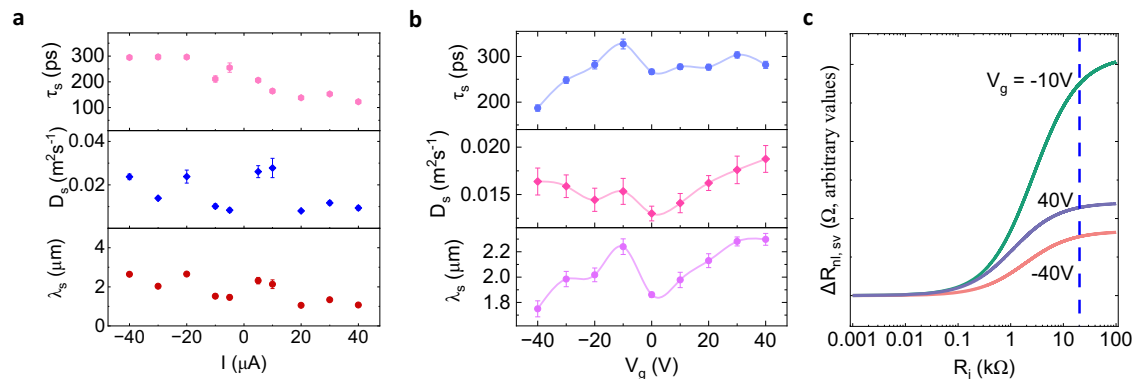 a
τs (ps)
300
200
100
Ds (m²s⁻¹)
0.04
0.02
λs (μm)
4
2
0
−40 −20 0 20 40
I (μA)
b
τs (ps)
300
200
Ds (m²s⁻¹)
0.020
0.015
λs (μm)
2.2
2.0
1.8
−40 −20 0 20 40
Vg (V)
c
ΔRnl, sv (Ω, arbitrary values)
Vg = -10V
40V
-40V
0.001 0.01 0.1 1 10 100
Ri (kΩ)